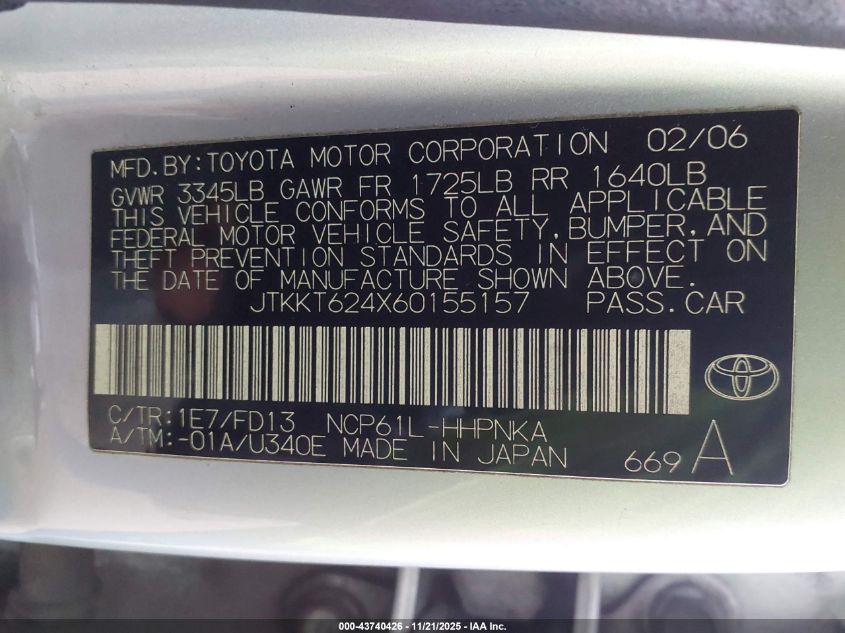 MFD.BY:TOYOTA MOTOR CORPORATION 02/06
GVWR 3345LB GAWR FR 1725LB RR 1640LB
THIS VEHICLE CONFORMS TO ALL APPLICABLE
FEDERAL MOTOR VEHICLE SAFETY,BUMPER,AND
THEFT PREVENTION STANDARDS IN EFFECT ON
THE DATE OF MANUFACTURE SHOWN ABOVE.
JTKKT624X60155157 PASS.CAR
C/TR:1E7/FD13 NCP61L-HHPNKA
A/TM:-01A/U340E MADE IN JAPAN 669A
000-43740426 - 11/21/2025 - IAA Inc.